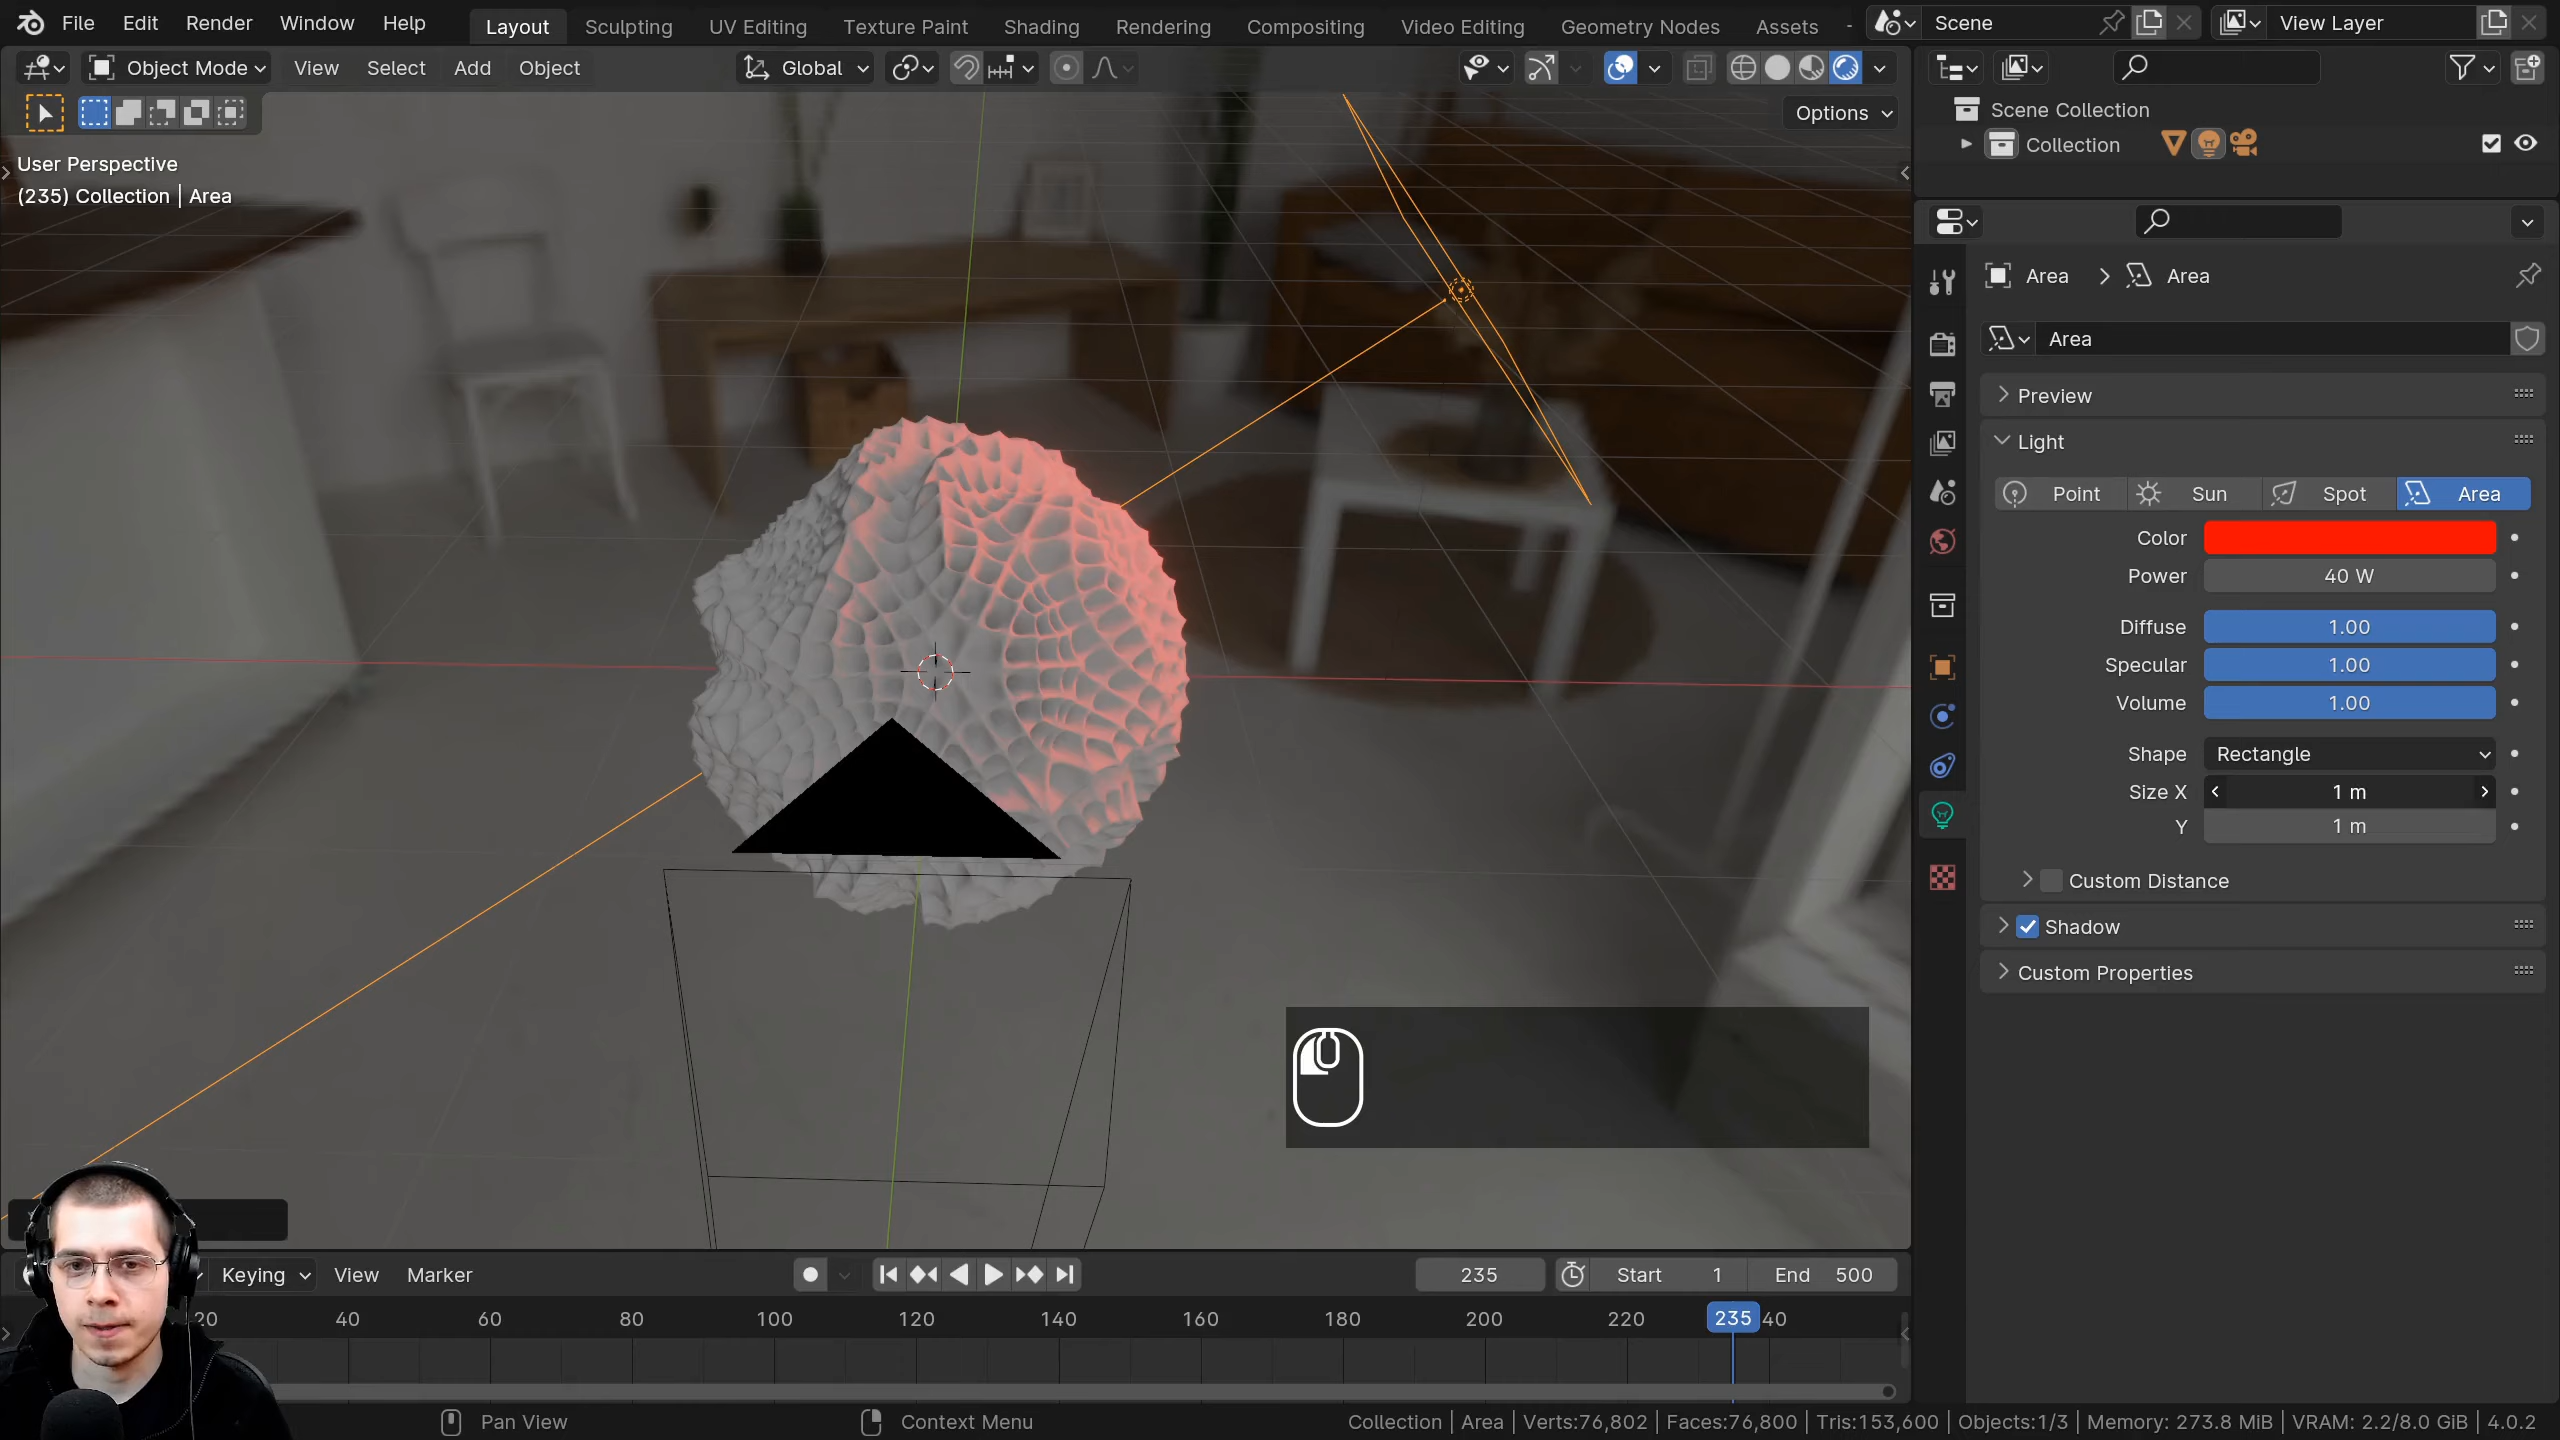 File Edit Render Window Help Layout Sculpting UV Editing Texture Paint Shading Rendering Compositing Video Editing Geometry Nodes Assets Scene View Layer
Object Mode View Select Add Object Global
Options
User Perspective
(235) Collection | Area
Scene Collection
Collection
Area > Area
Area
Preview
Light
Point Sun Spot Area
Color
Power 40 W
Diffuse 1.00
Specular 1.00
Volume 1.00
Shape Rectangle
Size X 1 m
Y 1 m
Custom Distance
Shadow
Custom Properties
Keying View Marker 235 Start 1 End 500
20 40 60 80 100 120 140 160 180 200 220 235 40
Pan View Context Menu Collection | Area | Verts:76,802 | Faces:76,800 | Tris:153,600 | Objects:1/3 | Memory: 273.8 MiB | VRAM: 2.2/8.0 GiB | 4.0.2